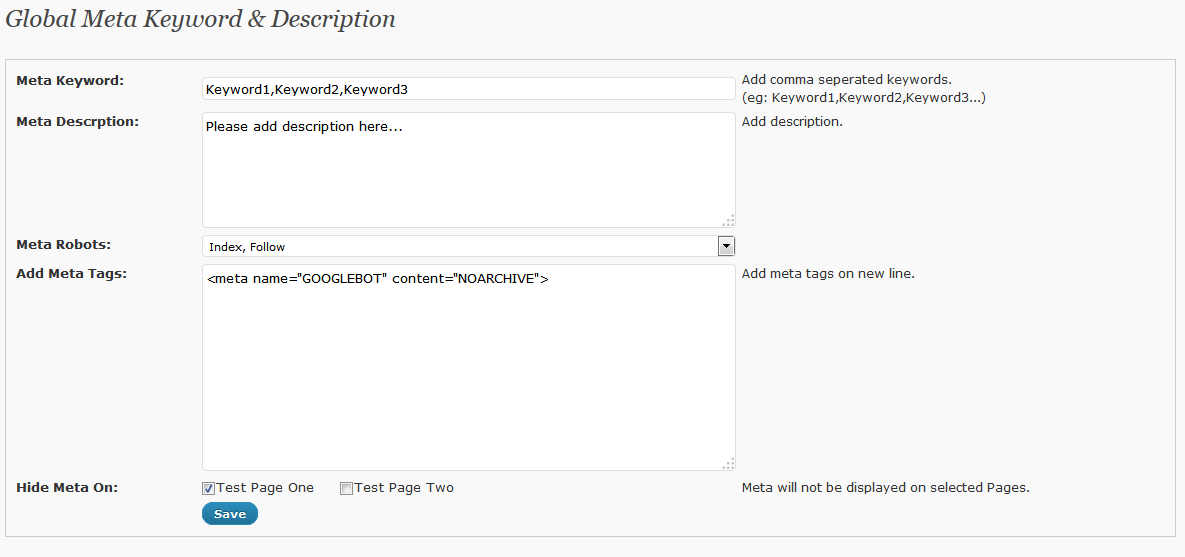 Global Meta Keyword & Description
Meta Keyword:
Keyword1,Keyword2,Keyword3
Add comma seperated keywords.
(eg: Keyword1,Keyword2,Keyword3...)
Meta Descrption:
Please add description here...
Add description.
Meta Robots:
Index, Follow
Add Meta Tags:
<meta name="GOOGLEBOT" content="NOARCHIVE">
Add meta tags on new line.
Hide Meta On:
Test Page One
Test Page Two
Meta will not be displayed on selected Pages.
Save